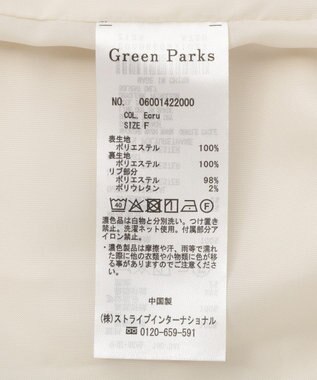 Green Parks
NO. 06001422000
COL. Ecru
SIZE F
表生地
ポリエステル 100%
裏生地
ポリエステル 100%
リブ部分
ポリエステル 98%
ポリウレタン 2%
濃色品は白物と分別洗い。つけ置き
禁止。洗濯ネット使用。付属部分ア
イロン禁止。
・濃色製品は摩擦や汗、雨等で濡れ
た際に他の衣類や小物類に色が移
る事がありますのでご注意くださ
い。
中国製
(株)ストライプインターナショナル
0120-659-591